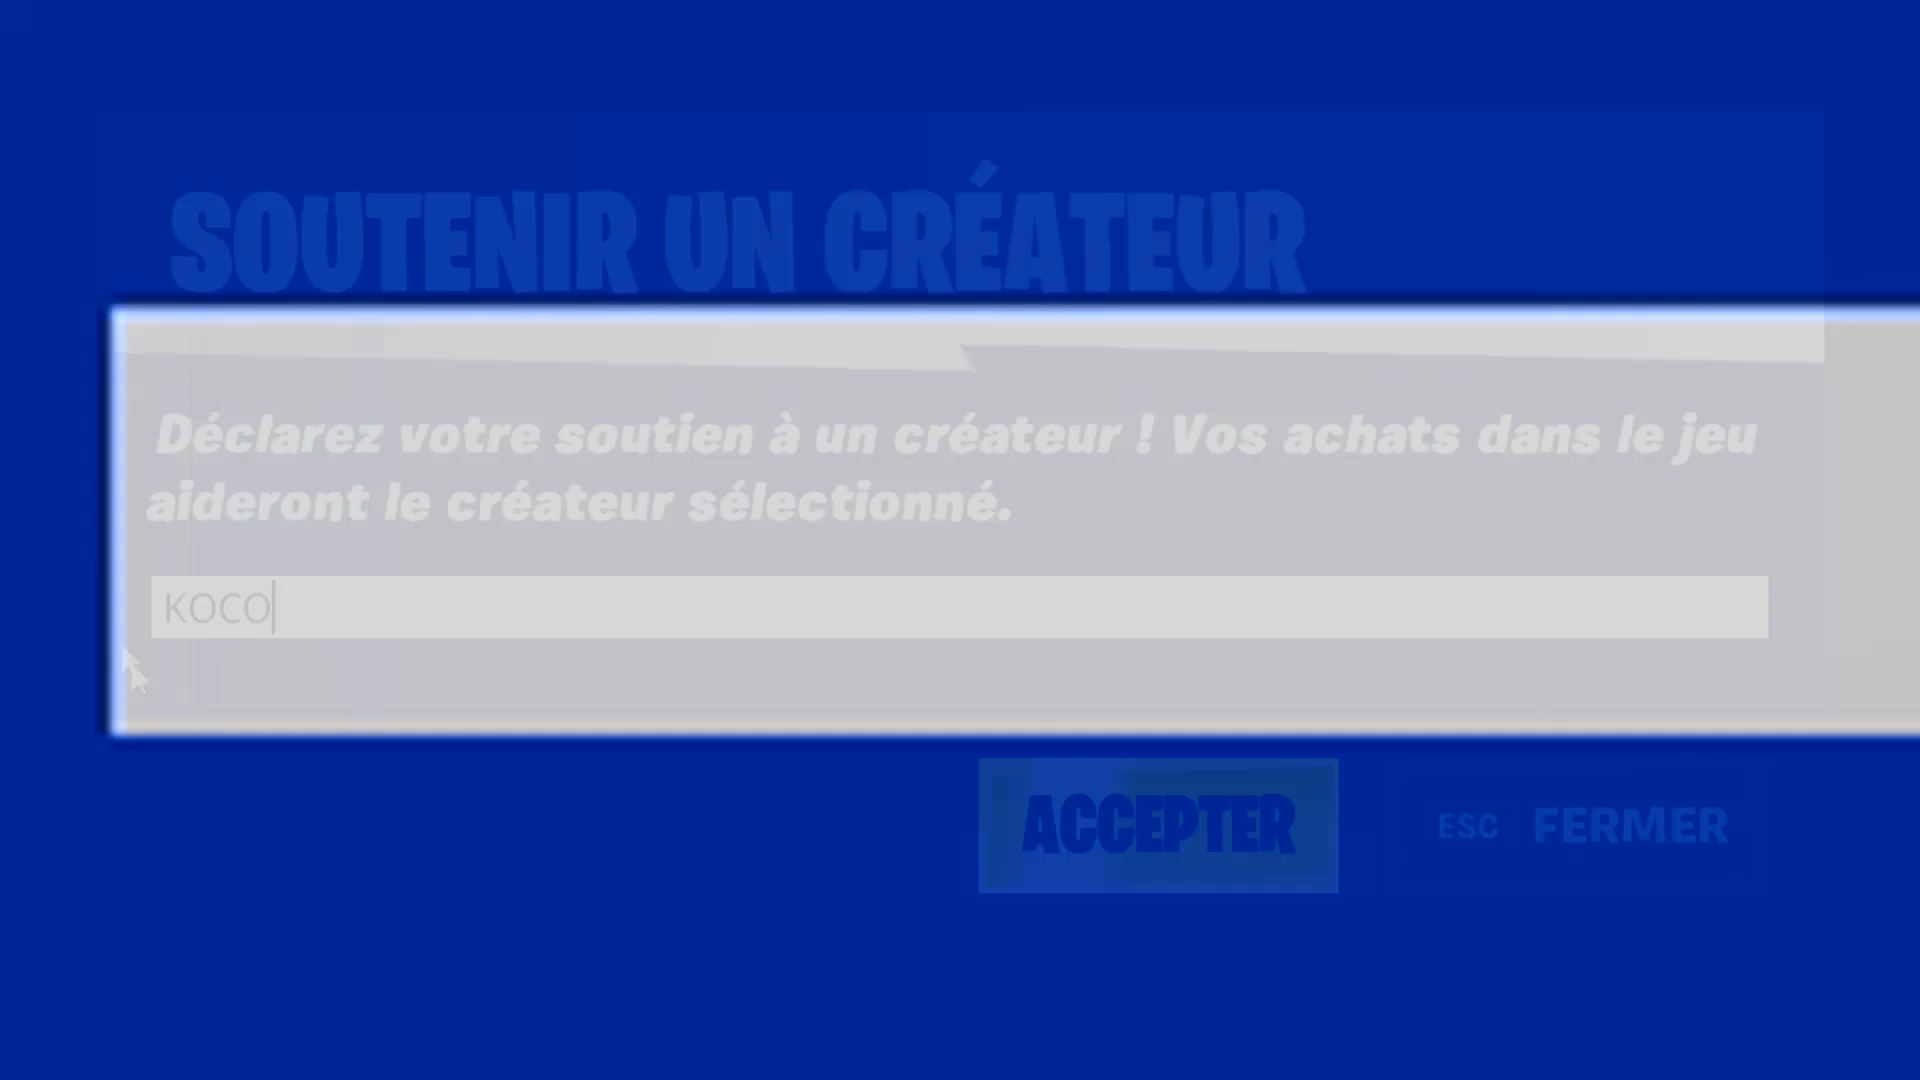 SOUTENIR UN CRÉATEUR
Déclarez votre soutien à un créateur ! Vos achats dans le jeu
aideront le créateur sélectionné.
KOCO
ACCEPTER
ESC FERMER